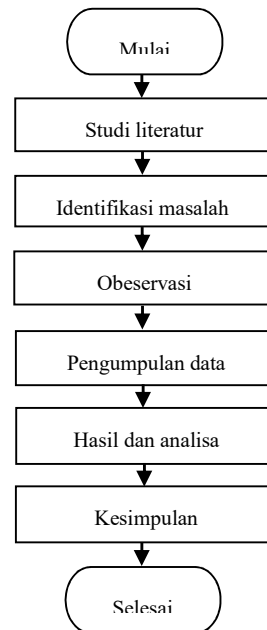 Mulai
Studi literatur
Identifikasi masalah
Obeservasi
Pengumpulan data
Hasil dan analisa
Kesimpulan
Selesai